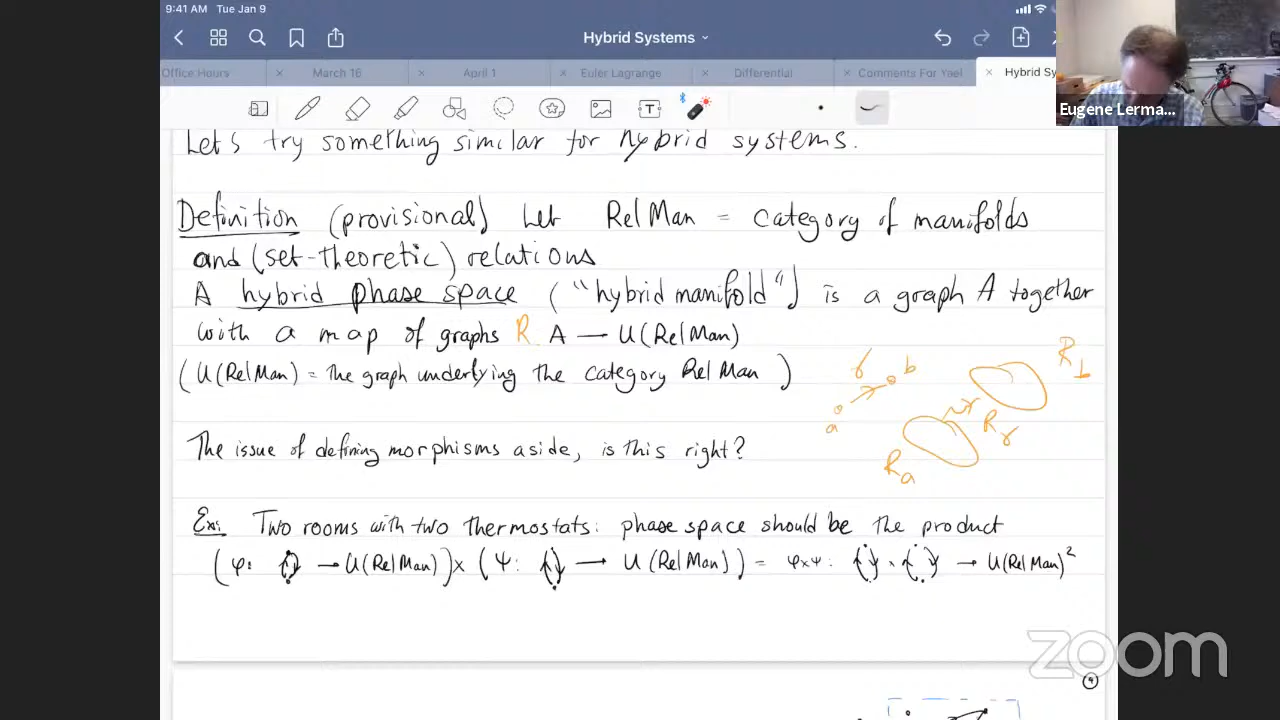 9:41 AM Tue Jan 9
Hybrid Systems
Office Hours
March 16
April 1
Euler Lagrange
Differential
Comments For Yael
Hybrid Sy
Eugene Lerma...
Let's try something similar for hybrid systems.
Definition (provisional) Let RelMan = category of manifolds
and (set-theoretic) relations
A hybrid phase space ("hybrid manifold") is a graph A together
with a map of graphs R A → U(RelMan)
(U(RelMan) = the graph underlying the category RelMan)
a γ b
R_a R_γ R_b
The issue of defining morphisms aside, is this right?
Ex: Two rooms with two thermostats: phase space should be the product
(φ: → U(RelMan)) × (ψ: → U(RelMan)) = φ×ψ: × → U(RelMan)²
zoom
4